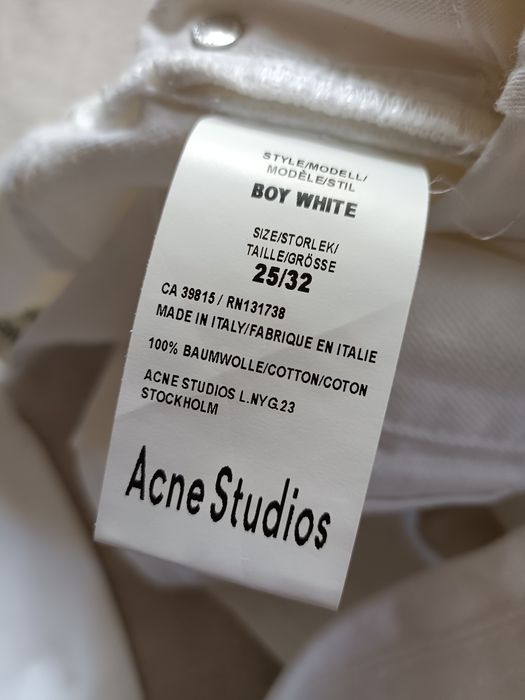 STYLE/MODELL/
MODÈLE/STIL
BOY WHITE
SIZE/STORLEK/
TAILLE/GRÖSSE
25/32
CA 39815 / RN131738
MADE IN ITALY/FABRIQUE EN ITALIE
100% BAUMWOLLE/COTTON/COTON
ACNE STUDIOS L.NYG.23
STOCKHOLM
Acne Studios